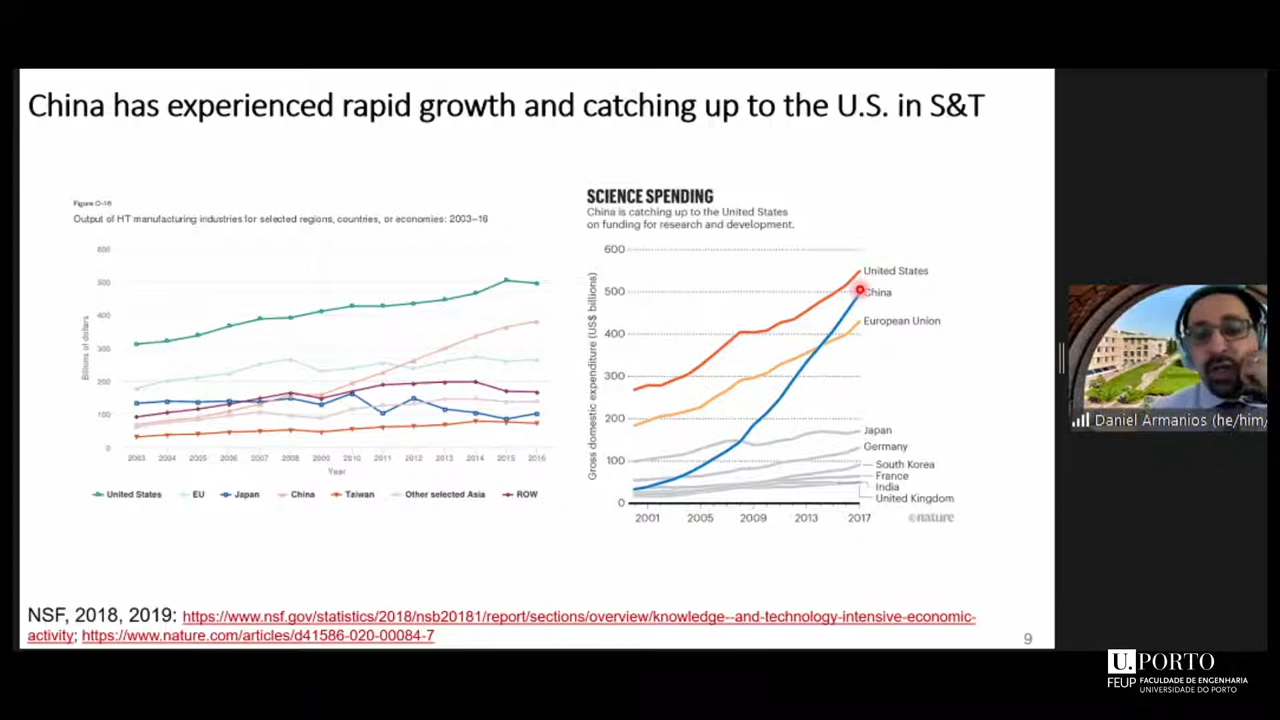 China has experienced rapid growth and catching up to the U.S. in S&T
Figure O-16
Output of HT manufacturing industries for selected regions, countries, or economies: 2003–16
Billions of dollars
600
500
400
300
200
100
0
2003 2004 2005 2006 2007 2008 2009 2010 2011 2012 2013 2014 2015 2016
Year
United States EU Japan China Taiwan Other selected Asia ROW
SCIENCE SPENDING
China is catching up to the United States
on funding for research and development.
Gross domestic expenditure (US$ billions)
600
500
400
300
200
100
0
United States
China
European Union
Japan
Germany
South Korea
France
India
United Kingdom
2001 2005 2009 2013 2017
©nature
NSF, 2018, 2019: https://www.nsf.gov/statistics/2018/nsb20181/report/sections/overview/knowledge--and-technology-intensive-economic-
activity; https://www.nature.com/articles/d41586-020-00084-7
9
Daniel Armanios (he/him/
U. PORTO
FEUP FACULDADE DE ENGENHARIA
UNIVERSIDADE DO PORTO